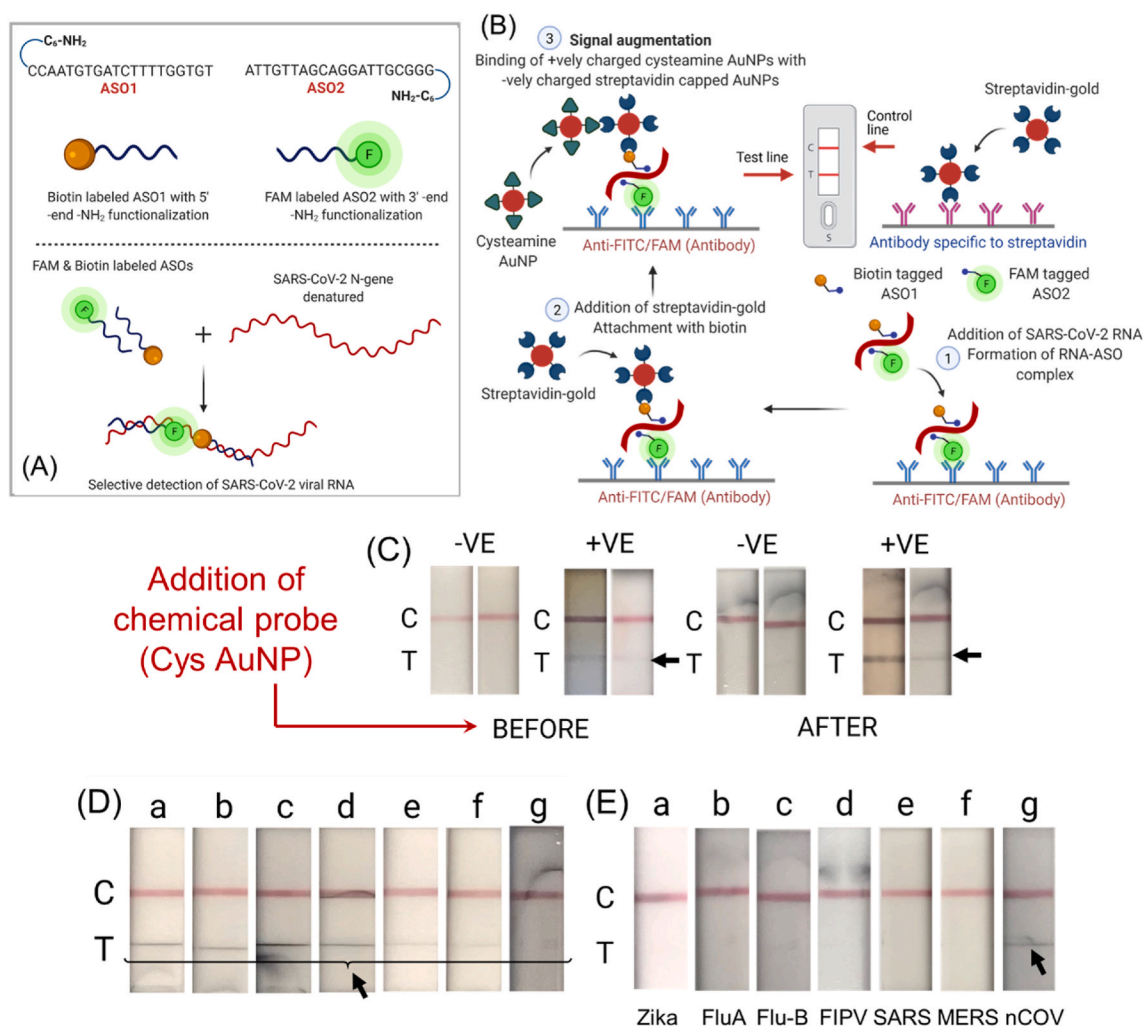 C₆-NH₂
CCAATGTGATCTTTTGGTGT
ASO1
ATTGTTAGCAGGATTGCGGG
ASO2
NH₂-C₆
F
Biotin labeled ASO1 with 5'
-end -NH₂ functionalization
FAM labeled ASO2 with 3' -end
-NH₂ functionalization
FAM & Biotin labeled ASOs
SARS-CoV-2 N-gene
denatured
F
+
F
(A)
Selective detection of SARS-CoV-2 viral RNA
(B)
3 Signal augmentation
Binding of +vely charged cysteamine AuNPs with
-vely charged streptavidin capped AuNPs
F
Cysteamine
AuNP
Anti-FITC/FAM (Antibody)
Test line
C
T
S
Control
line
Streptavidin-gold
Antibody specific to streptavidin
Biotin tagged
ASO1
F
FAM tagged
ASO2
F
1 Addition of SARS-CoV-2 RNA
Formation of RNA-ASO
complex
F
Anti-FITC/FAM (Antibody)
2 Addition of streptavidin-gold
Attachment with biotin
Streptavidin-gold
F
Anti-FITC/FAM (Antibody)
Addition of
chemical probe
(Cys AuNP)
(C)
-VE +VE -VE +VE
C C C C
T T T T
BEFORE AFTER
(D)
a b c d e f g
C
T
(E)
a b c d e f g
C
T
Zika FluA Flu-B FIPV SARS MERS nCOV